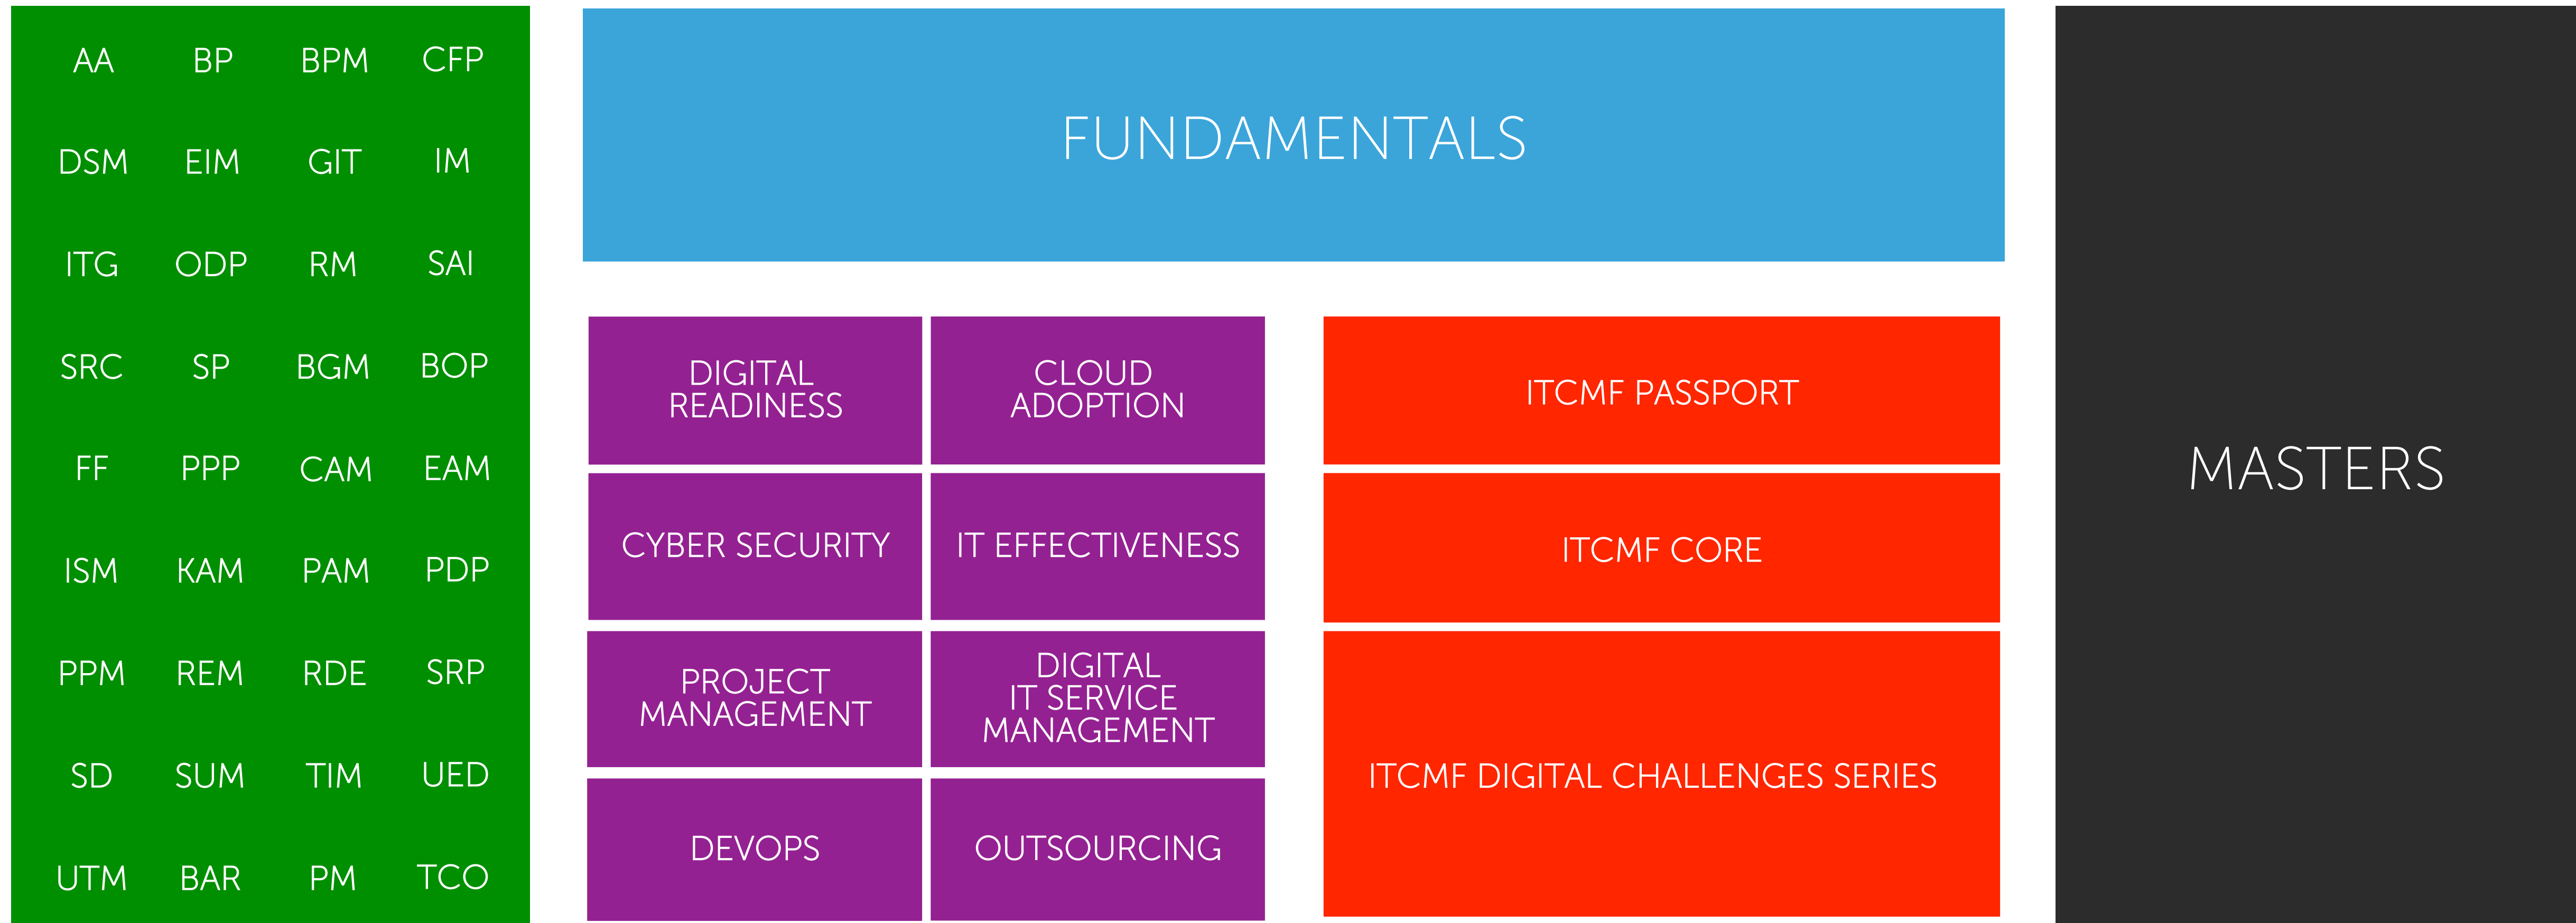 AA BP BPM CFP
DSM EIM GIT IM
ITG ODP RM SAI
SRC SP BGM BOP
FF PPP CAM EAM
ISM KAM PAM PDP
PPM REM RDE SRP
SD SUM TIM UED
UTM BAR PM TCO
FUNDAMENTALS
DIGITAL
READINESS
CLOUD
ADOPTION
CYBER SECURITY
IT EFFECTIVENESS
PROJECT
MANAGEMENT
DIGITAL
IT SERVICE
MANAGEMENT
DEVOPS
OUTSOURCING
ITCMF PASSPORT
ITCMF CORE
ITCMF DIGITAL CHALLENGES SERIES
MASTERS